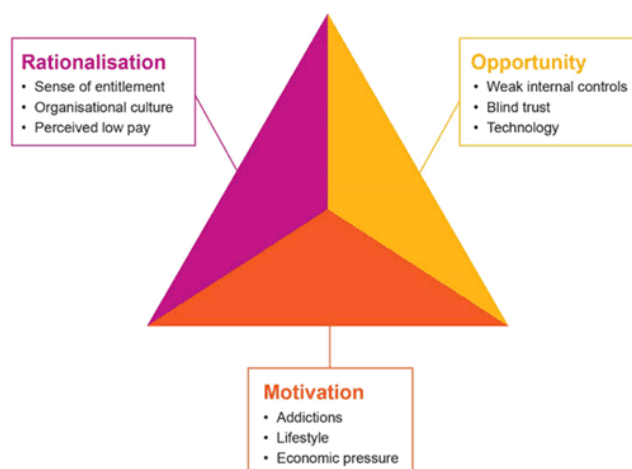 Rationalisation
• Sense of entitlement
• Organisational culture
• Perceived low pay
Opportunity
• Weak internal controls
• Blind trust
• Technology
Motivation
• Addictions
• Lifestyle
• Economic pressure